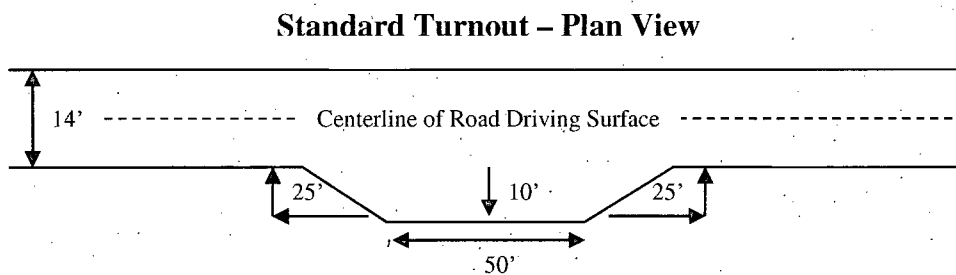 Standard Turnout – Plan View
14'
Centerline of Road Driving Surface
25'
10'
25'
50'